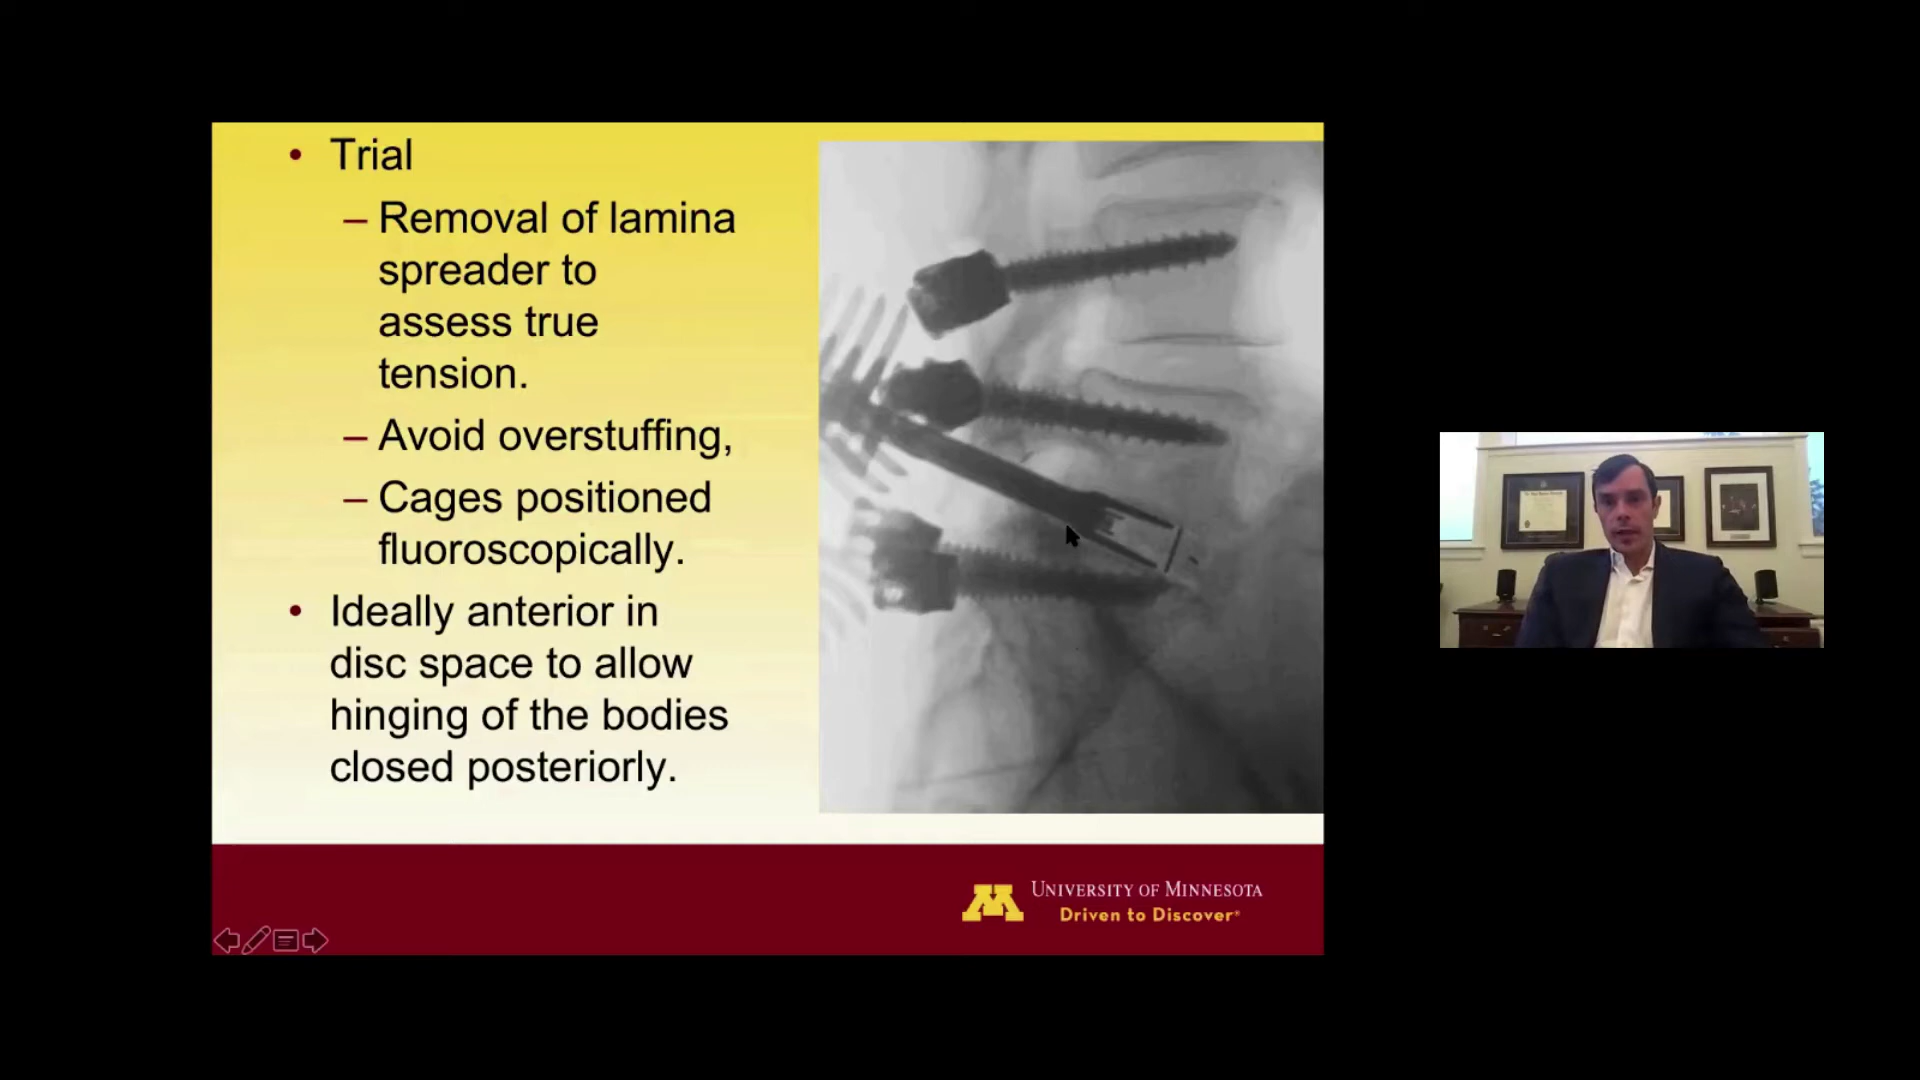 • Trial
– Removal of lamina
spreader to
assess true
tension.
– Avoid overstuffing,
– Cages positioned
fluoroscopically.
• Ideally anterior in
disc space to allow
hinging of the bodies
closed posteriorly.
UNIVERSITY OF MINNESOTA
Driven to Discover®